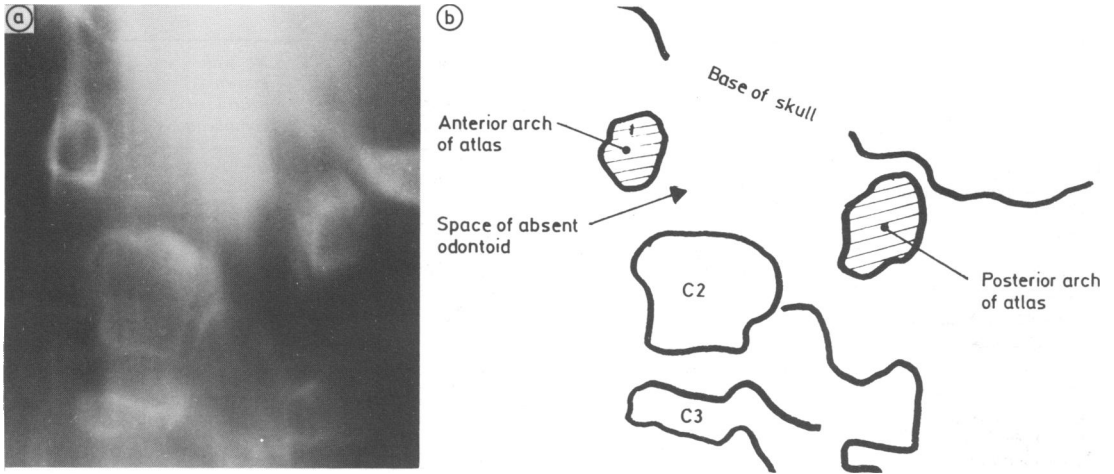 a
b
Base of skull
Anterior arch
of atlas
Space of absent
odontoid
C2
Posterior arch
of atlas
C3